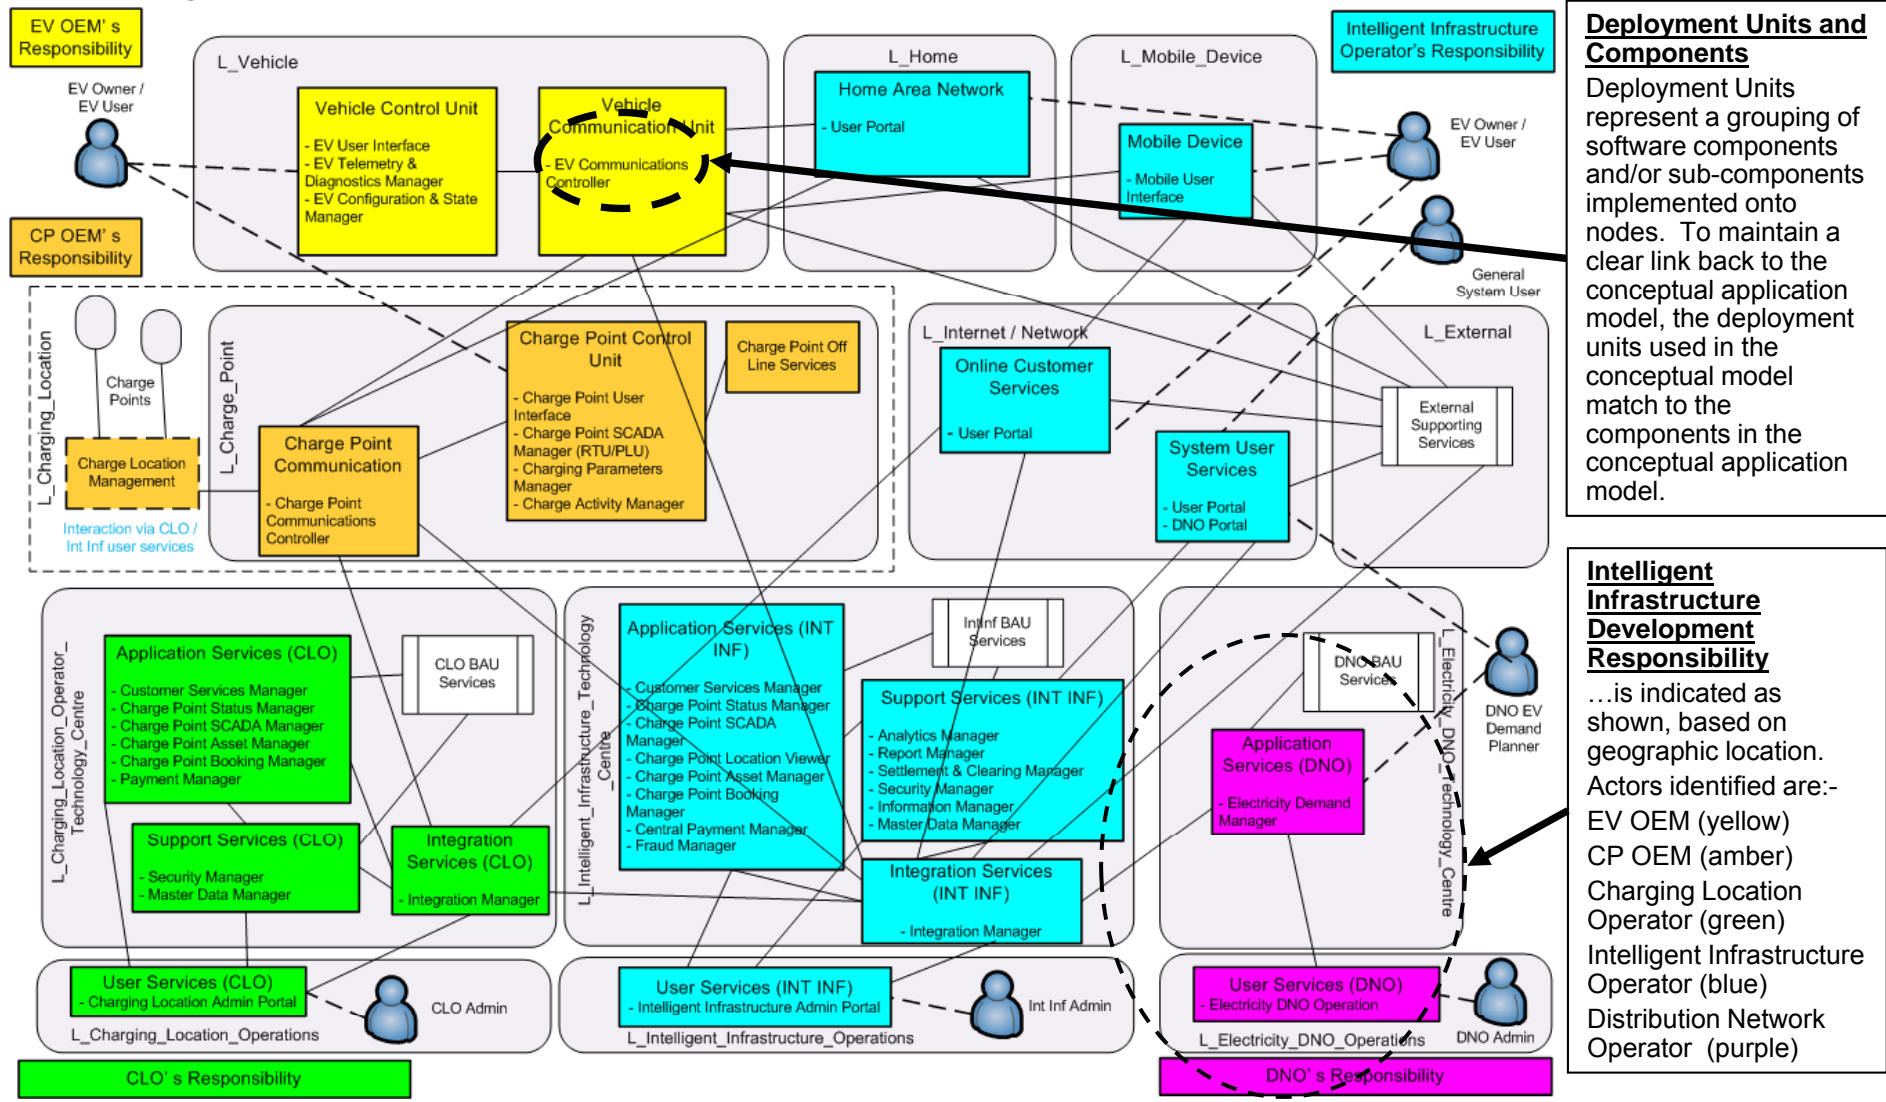 EV OEM' s
Responsibility
EV Owner /
EV User
CP OEM' s
Responsibility
L_Vehicle
Vehicle Control Unit
- EV User Interface
- EV Telemetry &
Diagnostics Manager
- EV Configuration & State
Manager
Vehicle
Communication Unit
- EV Communications
Controller
L_Home
Home Area Network
- User Portal
L_Mobile_Device
Mobile Device
- Mobile User
Interface
Intelligent Infrastructure
Operator's Responsibility
EV Owner /
EV User
General
System User
L_Charging_Location
Charge
Points
Charge Location
Management
Interaction via CLO /
Int Inf user services
L_Charge_Point
Charge Point
Communication
- Charge Point
Communications
Controller
Charge Point Control
Unit
- Charge Point User
Interface
- Charge Point SCADA
Manager (RTU/PLU)
- Charging Parameters
Manager
- Charge Activity Manager
Charge Point Off
Line Services
L_Internet / Network
Online Customer
Services
- User Portal
System User
Services
- User Portal
- DNO Portal
L_External
External
Supporting
Services
L_Charging_Location_Operator_
Technology_Centre
Application Services (CLO)
- Customer Services Manager
- Charge Point Status Manager
- Charge Point SCADA Manager
- Charge Point Asset Manager
- Charge Point Booking Manager
- Payment Manager
CLO BAU
Services
Support Services (CLO)
- Security Manager
- Master Data Manager
Integration
Services (CLO)
- Integration Manager
L_Intelligent_Infrastructure_Technology
_Centre
Application Services (INT
INF)
- Customer Services Manager
- Charge Point Status Manager
- Charge Point SCADA
Manager
- Charge Point Location Viewer
- Charge Point Asset Manager
- Charge Point Booking
Manager
- Central Payment Manager
- Fraud Manager
IntInf BAU
Services
Support Services (INT INF)
- Analytics Manager
- Report Manager
- Settlement & Clearing Manager
- Security Manager
- Information Manager
- Master Data Manager
Integration Services
(INT INF)
- Integration Manager
DNO BAU
Services
Application
Services (DNO)
- Electricity Demand
Manager
L_Electricity_DNO_Technology_Centre
DNO EV
Demand
Planner
User Services (CLO)
- Charging Location Admin Portal
CLO Admin
L_Charging_Location_Operations
User Services (INT INF)
- Intelligent Infrastructure Admin Portal
Int Inf Admin
L_Intelligent_Infrastructure_Operations
User Services (DNO)
- Electricity DNO Operation
L_Electricity_DNO_Operations
DNO Admin
CLO' s Responsibility
DNO' s Responsibility
Deployment Units and
Components
Deployment Units
represent a grouping of
software components
and/or sub-components
implemented onto
nodes. To maintain a
clear link back to the
conceptual application
model, the deployment
units used in the
conceptual model
match to the
components in the
conceptual application
model.
Intelligent
Infrastructure
Development
Responsibility
…is indicated as
shown, based on
geographic location.
Actors identified are:-
EV OEM (yellow)
CP OEM (amber)
Charging Location
Operator (green)
Intelligent Infrastructure
Operator (blue)
Distribution Network
Operator (purple)